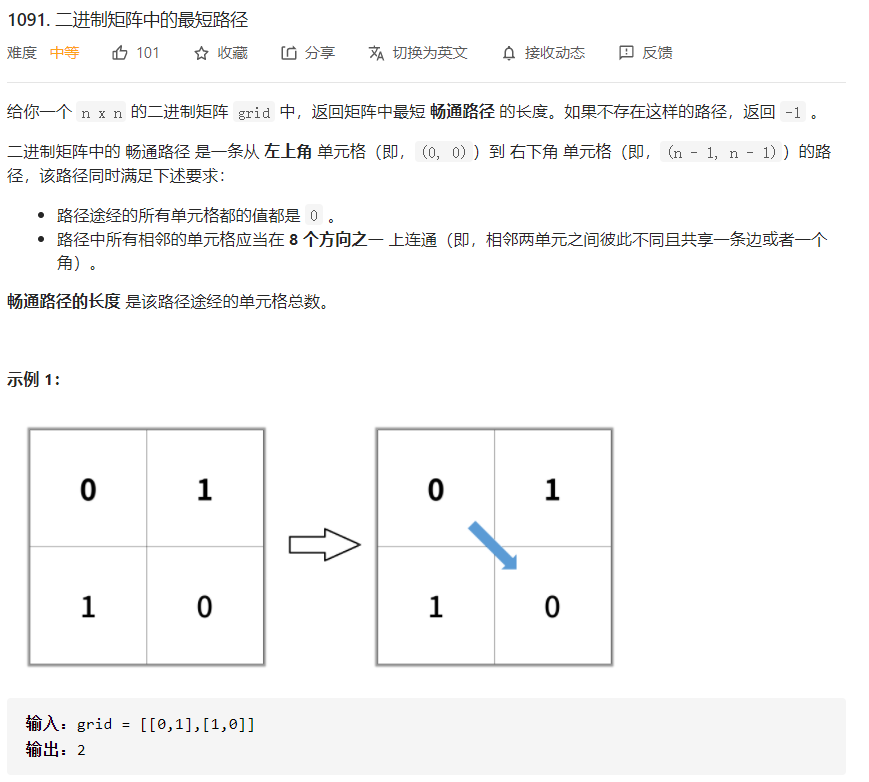 1091. 二进制矩阵中的最短路径
难度 中等 101 收藏 分享 切换为英文 接收动态 反馈
给你一个 n x n 的二进制矩阵 grid 中，返回矩阵中最短 畅通路径 的长度。如果不存在这样的路径，返回 -1 。
二进制矩阵中的 畅通路径 是一条从 左上角 单元格（即，(0, 0)）到 右下角 单元格（即，(n - 1, n - 1)）的路
径，该路径同时满足下述要求：
• 路径途经的所有单元格都的值都是 0 。
• 路径中所有相邻的单元格应当在 8 个方向之一 上连通（即，相邻两单元之间彼此不同且共享一条边或者一个
角）。
畅通路径的长度 是该路径途经的单元格总数。
示例 1：
0 1 0 1
1 0 1 0
输入：grid = [[0,1],[1,0]]
输出：2